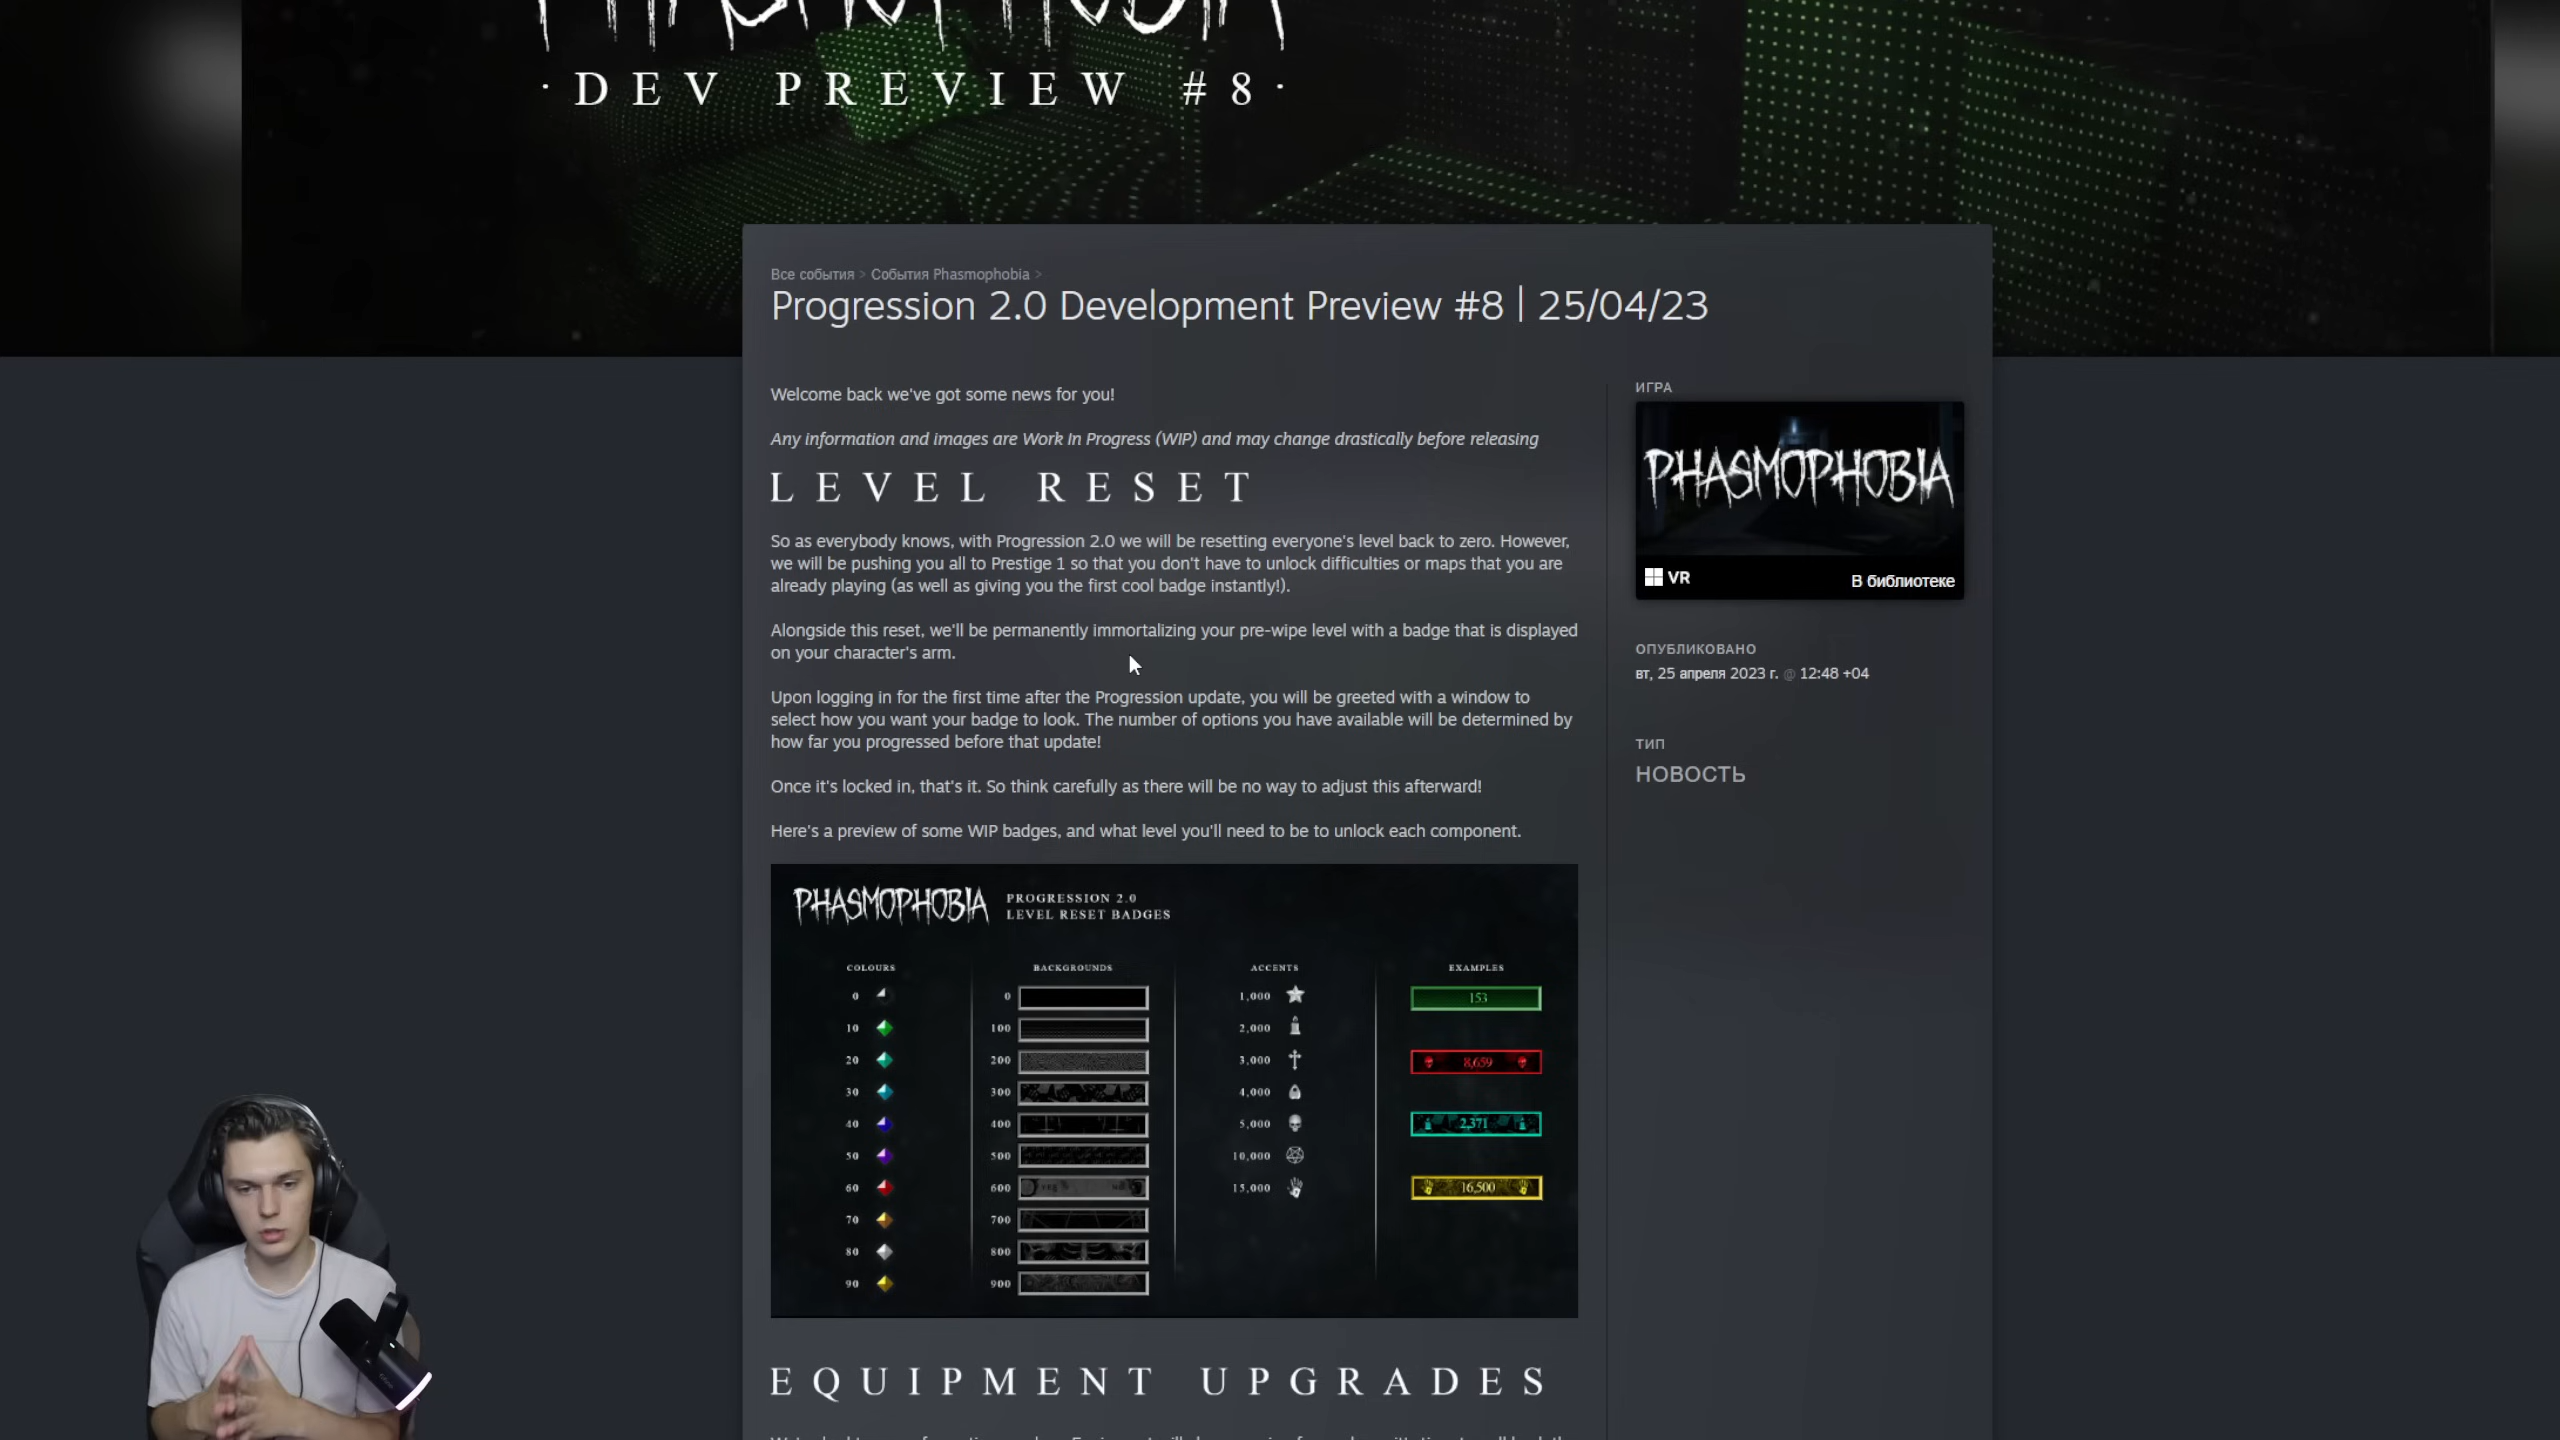 PHASMOPHOBIA
· DEV PREVIEW #8 ·
Все события > События Phasmophobia >
Progression 2.0 Development Preview #8 | 25/04/23
Welcome back we've got some news for you!
Any information and images are Work In Progress (WIP) and may change drastically before releasing
LEVEL RESET
So as everybody knows, with Progression 2.0 we will be resetting everyone's level back to zero. However,
we will be pushing you all to Prestige 1 so that you don't have to unlock difficulties or maps that you are
already playing (as well as giving you the first cool badge instantly!).
Alongside this reset, we'll be permanently immortalizing your pre-wipe level with a badge that is displayed
on your character's arm.
Upon logging in for the first time after the Progression update, you will be greeted with a window to
select how you want your badge to look. The number of options you have available will be determined by
how far you progressed before that update!
Once it's locked in, that's it. So think carefully as there will be no way to adjust this afterward!
Here's a preview of some WIP badges, and what level you'll need to be to unlock each component.
PHASMOPHOBIA
PROGRESSION 2.0
LEVEL RESET BADGES
COLOURS
0
10
20
30
40
50
60
70
80
90
BACKGROUNDS
0
100
200
300
400
500
600
700
800
900
ACCENTS
1,000
2,000
3,000
4,000
5,000
10,000
15,000
EXAMPLES
153
8,659
2,371
16,500
EQUIPMENT UPGRADES
ИГРА
PHASMOPHOBIA
VR
В библиотеке
ОПУБЛИКОВАНО
вт, 25 апреля 2023 г. @ 12:48 +04
ТИП
НОВОСТЬ